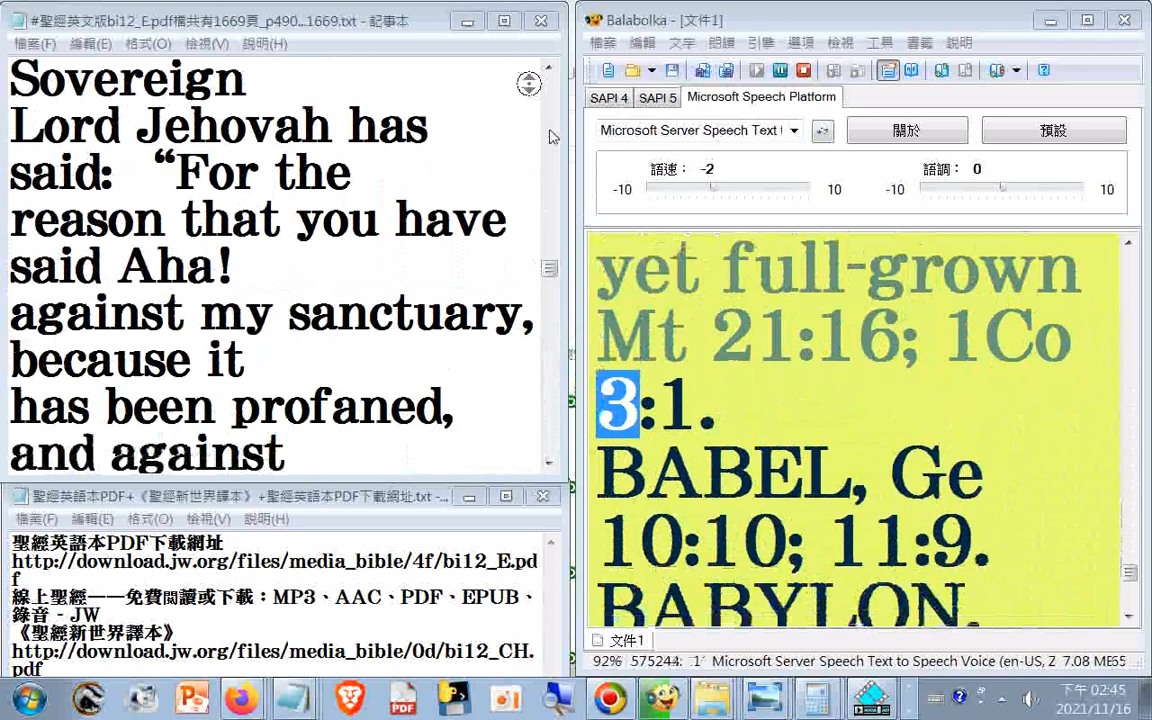 #聖經英文版bi12_E.pdf檔共有1669頁_p490...1669.txt - 記事本
檔案(F) 編輯(E) 格式(O) 檢視(V) 說明(H)
Sovereign
Lord Jehovah has
said: “For the
reason that you have
said Aha!
against my sanctuary,
because it
has been profaned,
and against
聖經英語本PDF+《聖經新世界譯本》+聖經英語本PDF下載網址.txt -...
檔案(F) 編輯(E) 格式(O) 檢視(V) 說明(H)
聖經英語本PDF下載網址
http://download.jw.org/files/media_bible/4f/bi12_E.pd
f
線上聖經——免費閱讀或下載：MP3、AAC、PDF、EPUB、
錄音 - JW
《聖經新世界譯本》
http://download.jw.org/files/media_bible/0d/bi12_CH.
pdf
Balabolka - [文件1]
檔案 編輯 文字 朗讀 引擎 選項 檢視 工具 書籤 說明
SAPI 4 SAPI 5 Microsoft Speech Platform
Microsoft Server Speech Text 關於 預設
語速： -2 語調： 0
-10 10 -10 10
yet full-grown
Mt 21:16; 1Co
3:1.
BABEL, Ge
10:10; 11:9.
BABYLON,
文件1
92% 575244: .1' Microsoft Server Speech Text to Speech Voice (en-US, Z 7.08 ME55
下午 02:45
2021/11/16